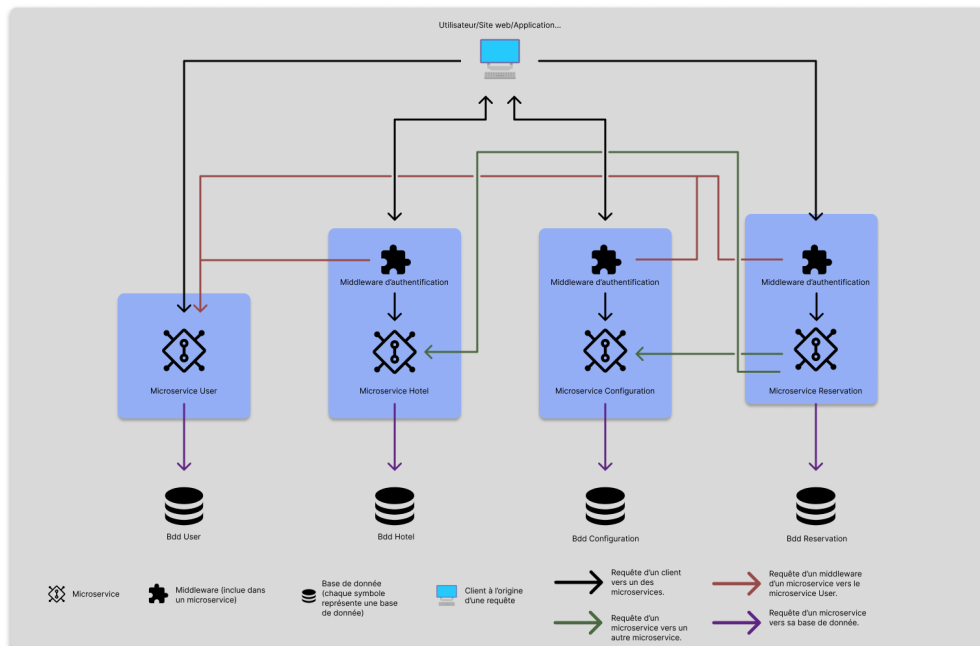 Utilisateur/Site web/Application...
Middleware d'authentification
Middleware d'authentification
Middleware d'authentification
Microservice User
Microservice Hotel
Microservice Configuration
Microservice Reservation
Bdd User
Bdd Hotel
Bdd Configuration
Bdd Reservation
Microservice
Middleware (inclue dans
un microservice)
Base de donnée
(chaque symbole
représente une base
de donnée)
Client à l'origine
d'une requête
Requête d'un client
vers un des
microservices.
Requête d'un
microservice vers un
autre microservice.
Requête d'un middleware
d'un microservice vers le
microservice User.
Requête d'un microservice
vers sa base de donnée.